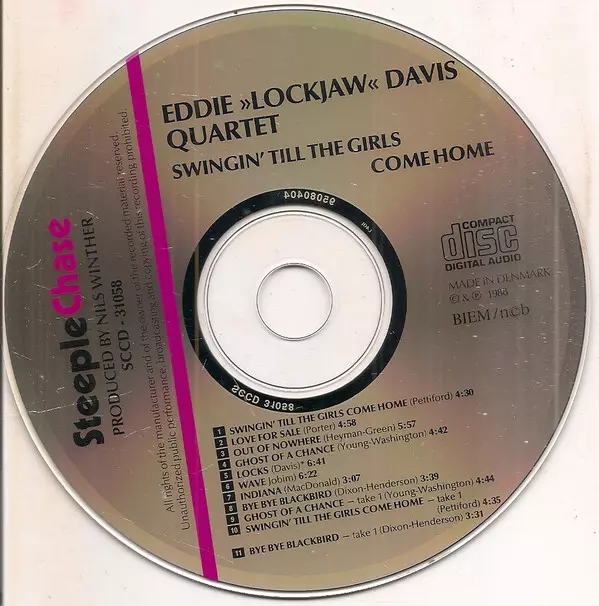 EDDIE »LOCKJAW« DAVIS
QUARTET
SWINGIN' TILL THE GIRLS
COME HOME
SteepleChase
PRODUCED BY NILS WINTHER
SCCD - 31058
All rights of the manufacturer and of the owner of the recorded material reserved.
Unauthorized public performance, broadcasting and copying of this recording prohibited.
COMPACT
disc
DIGITAL AUDIO
MADE IN DENMARK
© & ℗ 1988
BIEM/n©b
95080404
SCCD 31058
1 SWINGIN' TILL THE GIRLS COME HOME (Pettiford) 4:30
2 LOVE FOR SALE (Porter) 4:58
3 OUT OF NOWHERE (Heyman-Green) 5:57
4 GHOST OF A CHANCE (Young-Washington) 4:42
5 LOCKS (Davis)* 6:41
6 WAVE Jobim) 6:22
7 INDIANA (MacDonald) 3:07
8 BYE BYE BLACKBIRD (Dixon-Henderson) 3:39
9 GHOST OF A CHANCE – take 1 (Young-Washington) 4:44
10 SWINGIN' TILL THE GIRLS COME HOME – take 1
(Pettiford) 4:35
11 BYE BYE BLACKBIRD – take 1 (Dixon-Henderson) 3:31